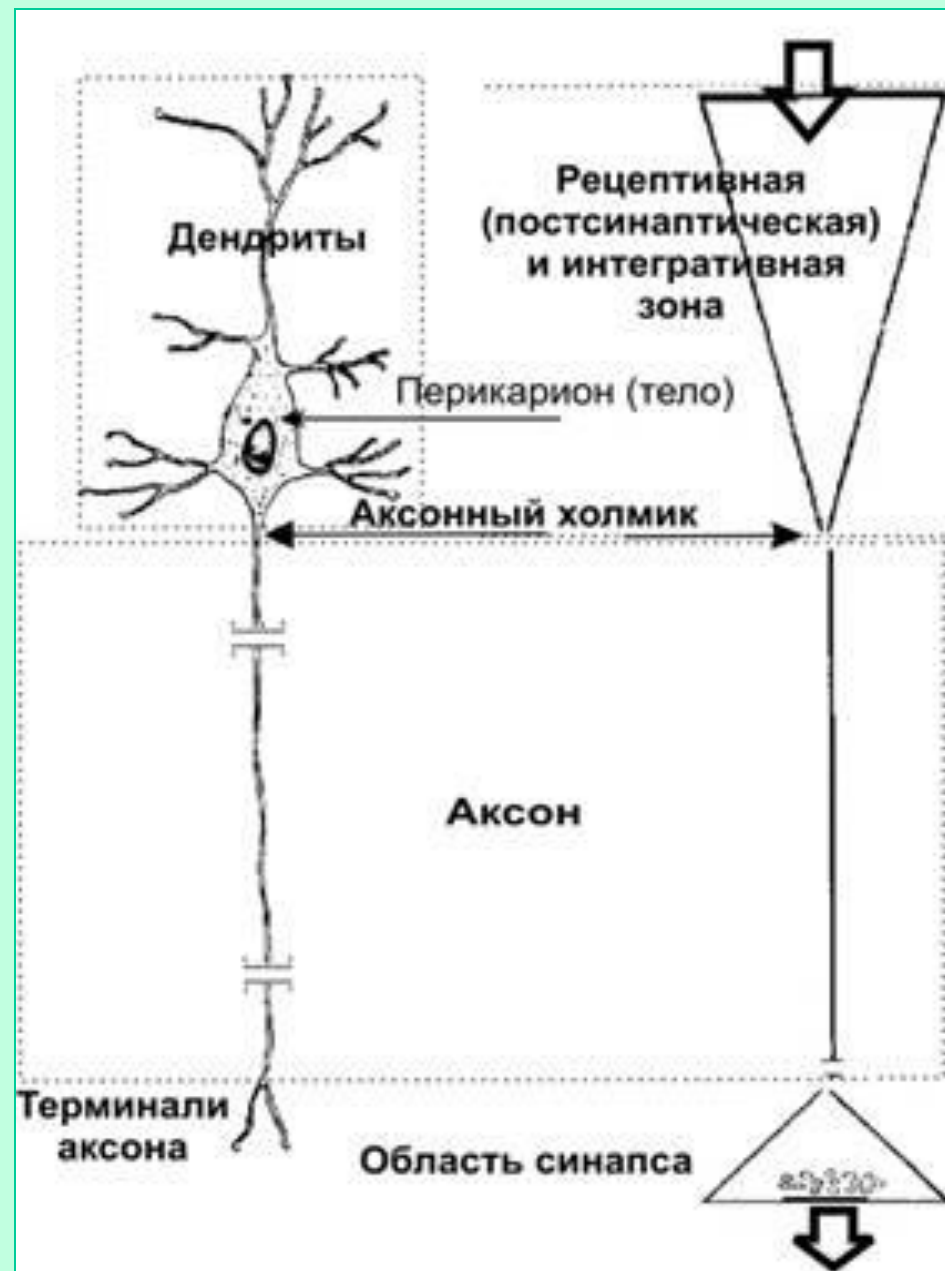 Дендриты
Рецептивная
(постсинаптическая)
и интегративная
зона
Перикарион (тело)
Аксонный холмик
Аксон
Терминали
аксона
Область синапса